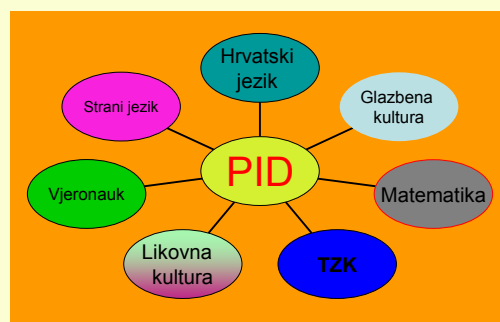 Hrvatski
jezik
Strani jezik
Glazbena
kultura
PID
Vjeronauk
Matematika
Likovna
kultura
TZK